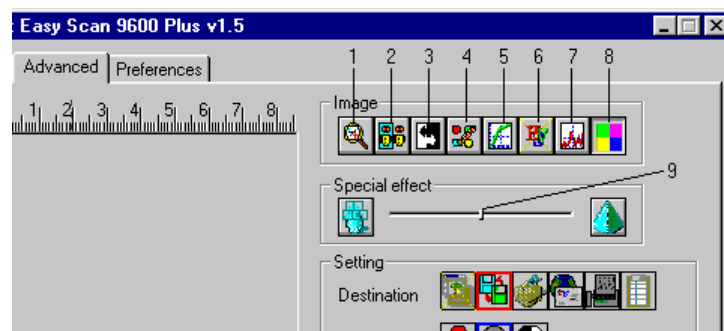 Easy Scan 9600 Plus v1.5
Advanced Preferences
1 2 3 4 5 6 7 8
1 2 3 4 5 6 7 8
Image
9
Special effect
Setting
Destination